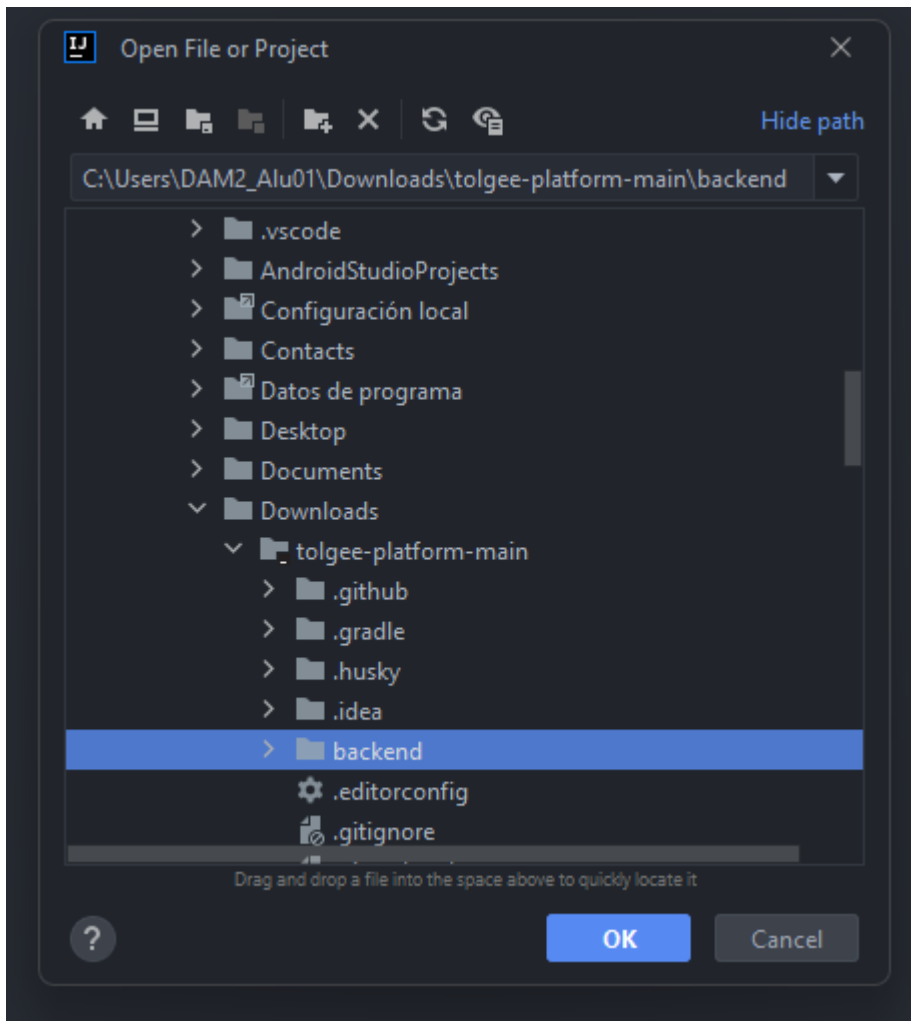 IJ Open File or Project
Hide path
C:\Users\DAM2_Alu01\Downloads\tolgee-platform-main\backend
.vscode
AndroidStudioProjects
Configuración local
Contacts
Datos de programa
Desktop
Documents
Downloads
tolgee-platform-main
.github
.gradle
.husky
.idea
backend
.editorconfig
.gitignore
Drag and drop a file into the space above to quickly locate it
? OK Cancel